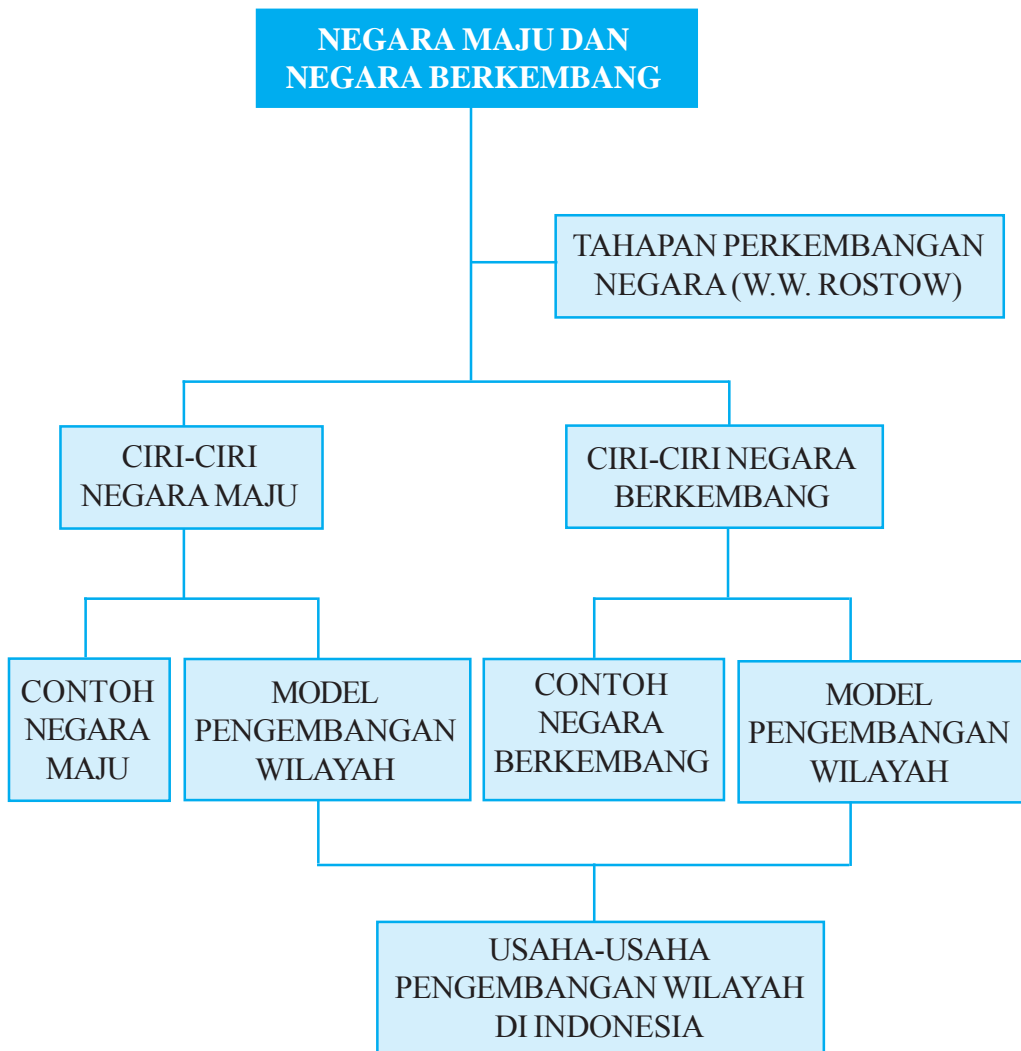 NEGARA MAJU DAN
NEGARA BERKEMBANG
TAHAPAN PERKEMBANGAN
NEGARA (W.W. ROSTOW)
CIRI-CIRI
NEGARA MAJU
CIRI-CIRI NEGARA
BERKEMBANG
CONTOH
NEGARA
MAJU
MODEL
PENGEMBANGAN
WILAYAH
CONTOH
NEGARA
BERKEMBANG
MODEL
PENGEMBANGAN
WILAYAH
USAHA-USAHA
PENGEMBANGAN WILAYAH
DI INDONESIA